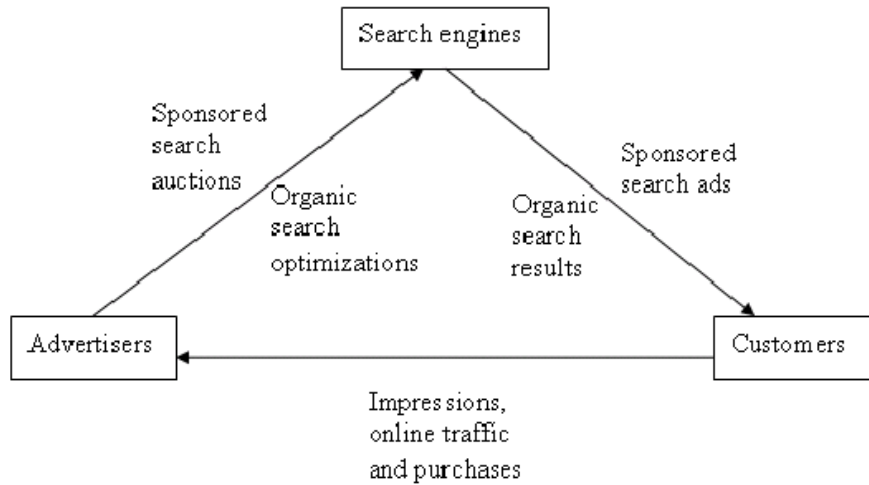 Search engines
Sponsored
search
auctions
Sponsored
search ads
Organic
search
optimizations
Organic
search
results
Advertisers
Customers
Impressions,
online traffic
and purchases